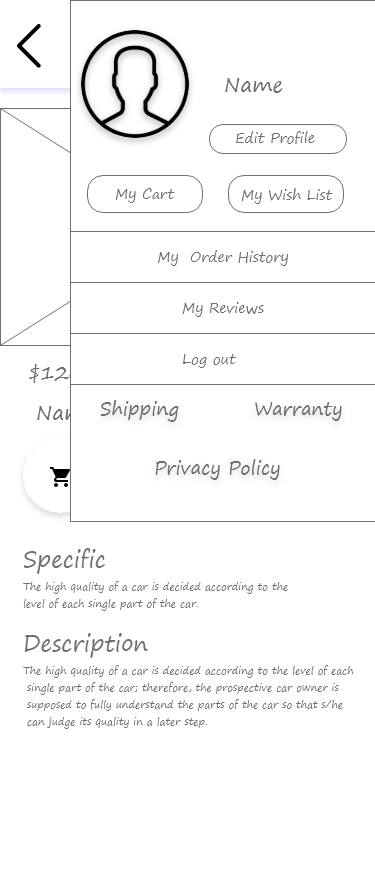 Name
Edit Profile
My Cart
My Wish List
My Order History
My Reviews
Log out
$12
Shipping
Warranty
Privacy Policy
Specific
The high quality of a car is decided according to the
level of each single part of the car.
Description
The high quality of a car is decided according to the level of each
single part of the car; therefore, the prospective car owner is
supposed to fully understand the parts of the car so that s/he
can judge its quality in a later step.